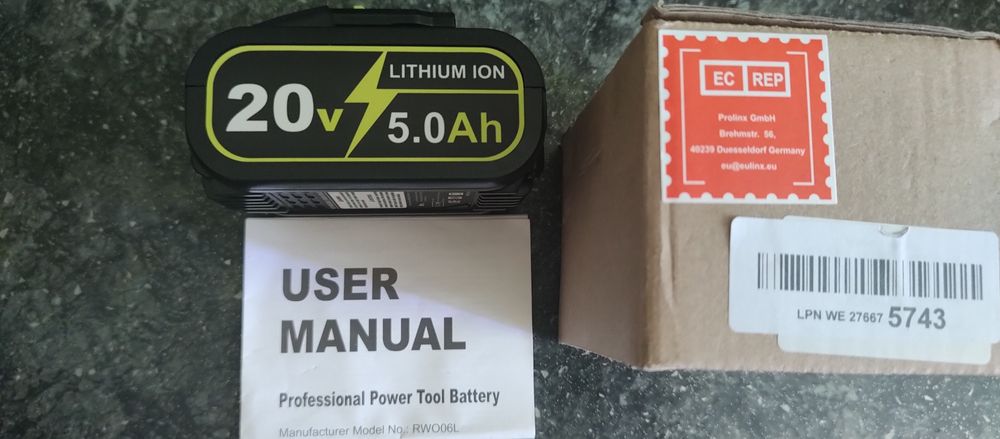 20v
LITHIUM ION
5.0Ah
EC REP
Prolinx GmbH
Brehmstr. 56,
40239 Duesseldorf Germany
eu@eulinx.eu
LPN WE 27667 5743
USER
MANUAL
Professional Power Tool Battery
Manufacturer Model No.: RWO06L